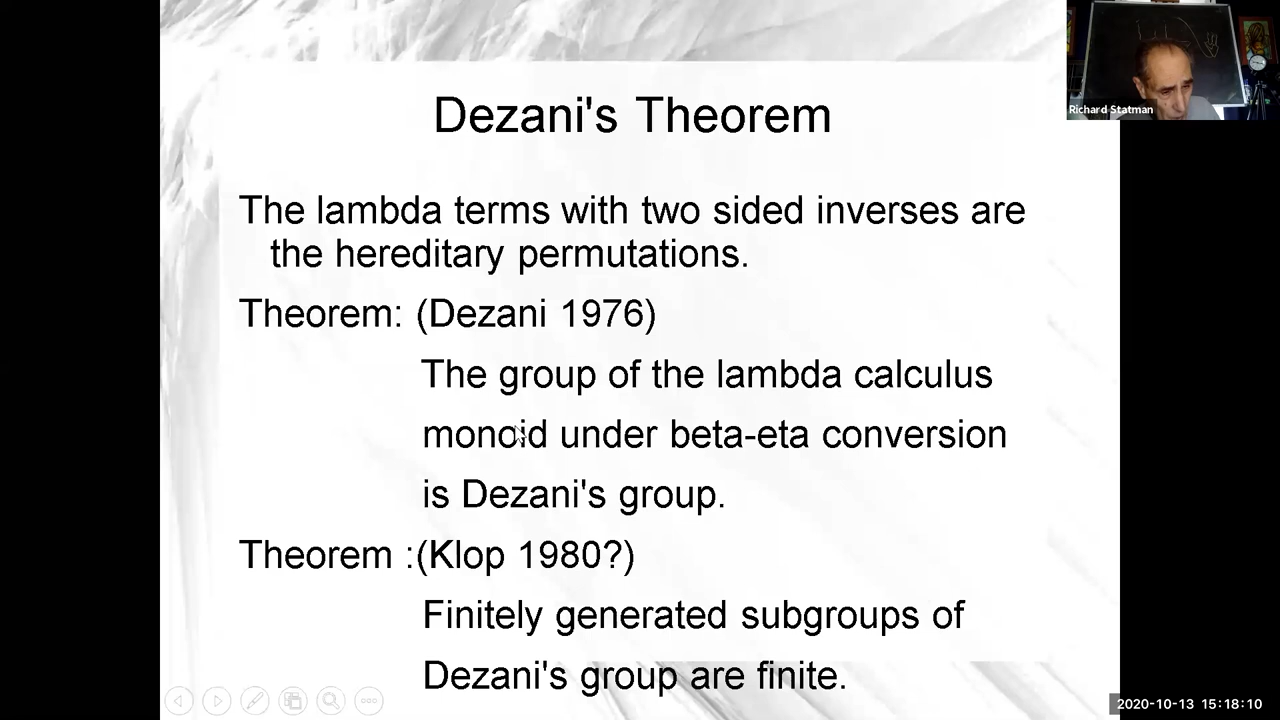 Dezani's Theorem
Richard Statman
The lambda terms with two sided inverses are
the hereditary permutations.
Theorem: (Dezani 1976)
The group of the lambda calculus
monoid under beta-eta conversion
is Dezani's group.
Theorem :(Klop 1980?)
Finitely generated subgroups of
Dezani's group are finite.
2020-10-13 15:18:10